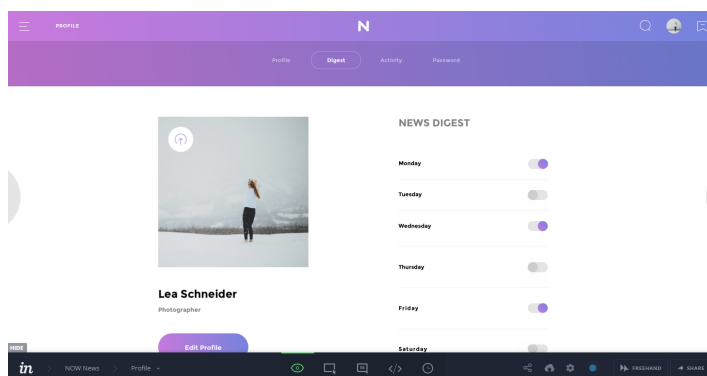 PROFILE
N
Profile
Digest
Activity
Password
NEWS DIGEST
Monday
Tuesday
Wednesday
Thursday
Friday
Saturday
Lea Schneider
Photographer
Edit Profile
HIDE
in
NOW News
Profile
</>
FREEHAND
SHARE